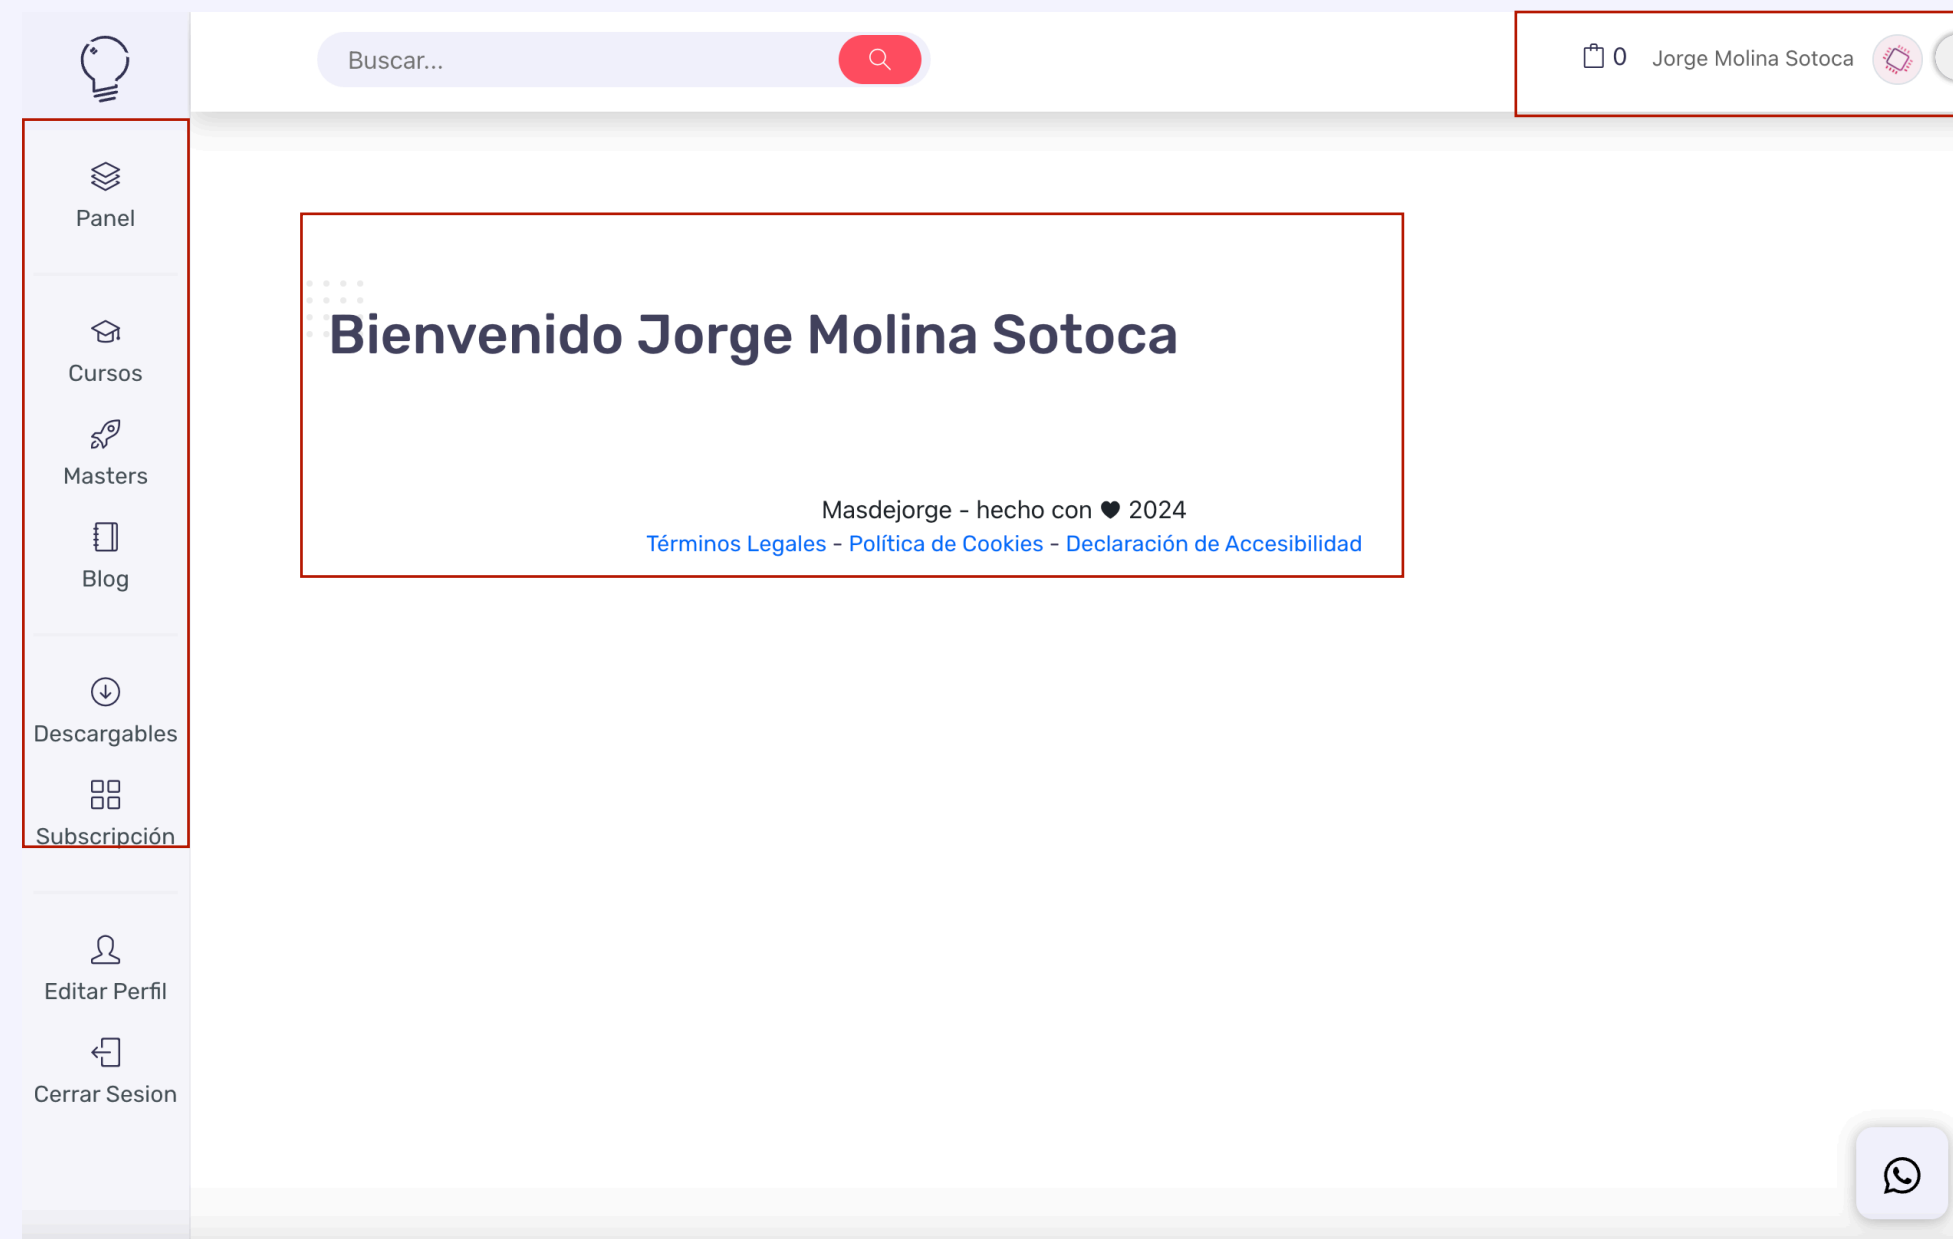 Buscar...
0 Jorge Molina Sotoca
Panel
Cursos
Masters
Blog
Descargables
Subscripción
Editar Perfil
Cerrar Sesion
Bienvenido Jorge Molina Sotoca
Masdejorge - hecho con ♥ 2024
Términos Legales - Política de Cookies - Declaración de Accesibilidad